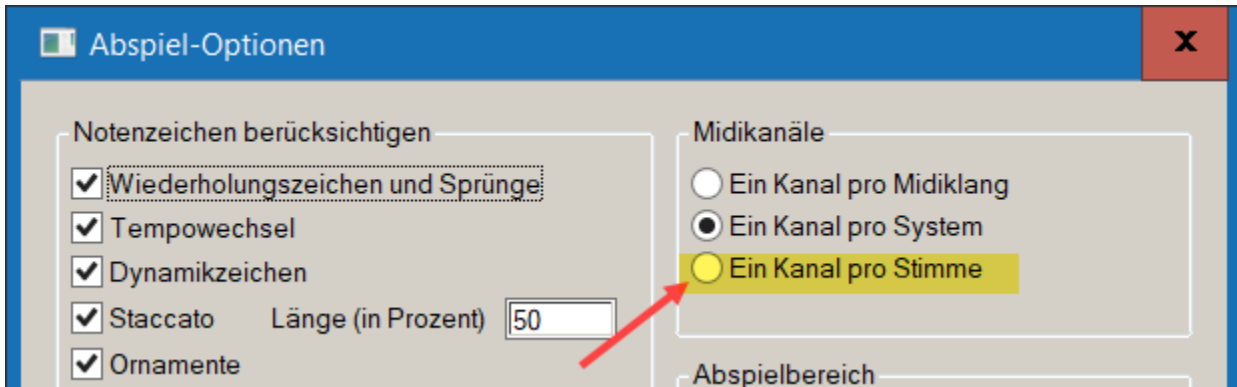 Abspiel-Optionen
x
Notenzeichen berücksichtigen
Wiederholungszeichen und Sprünge
Tempowechsel
Dynamikzeichen
Staccato Länge (in Prozent) 50
Ornamente
Midikanäle
Ein Kanal pro Midiklang
Ein Kanal pro System
Ein Kanal pro Stimme
Abspielbereich